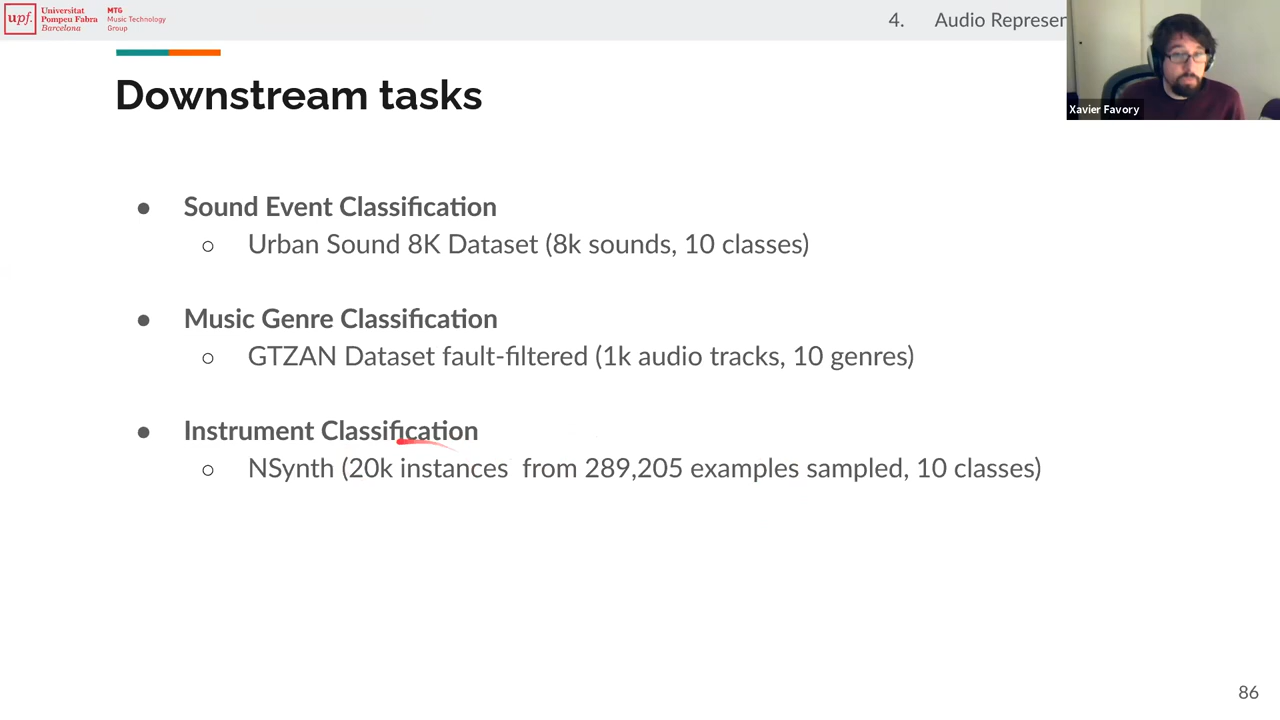 upf. Universitat Pompeu Fabra Barcelona
MTG Music Technology Group
4. Audio Represer
Xavier Favory
Downstream tasks
● Sound Event Classification
○ Urban Sound 8K Dataset (8k sounds, 10 classes)
● Music Genre Classification
○ GTZAN Dataset fault-filtered (1k audio tracks, 10 genres)
● Instrument Classification
○ NSynth (20k instances from 289,205 examples sampled, 10 classes)
86